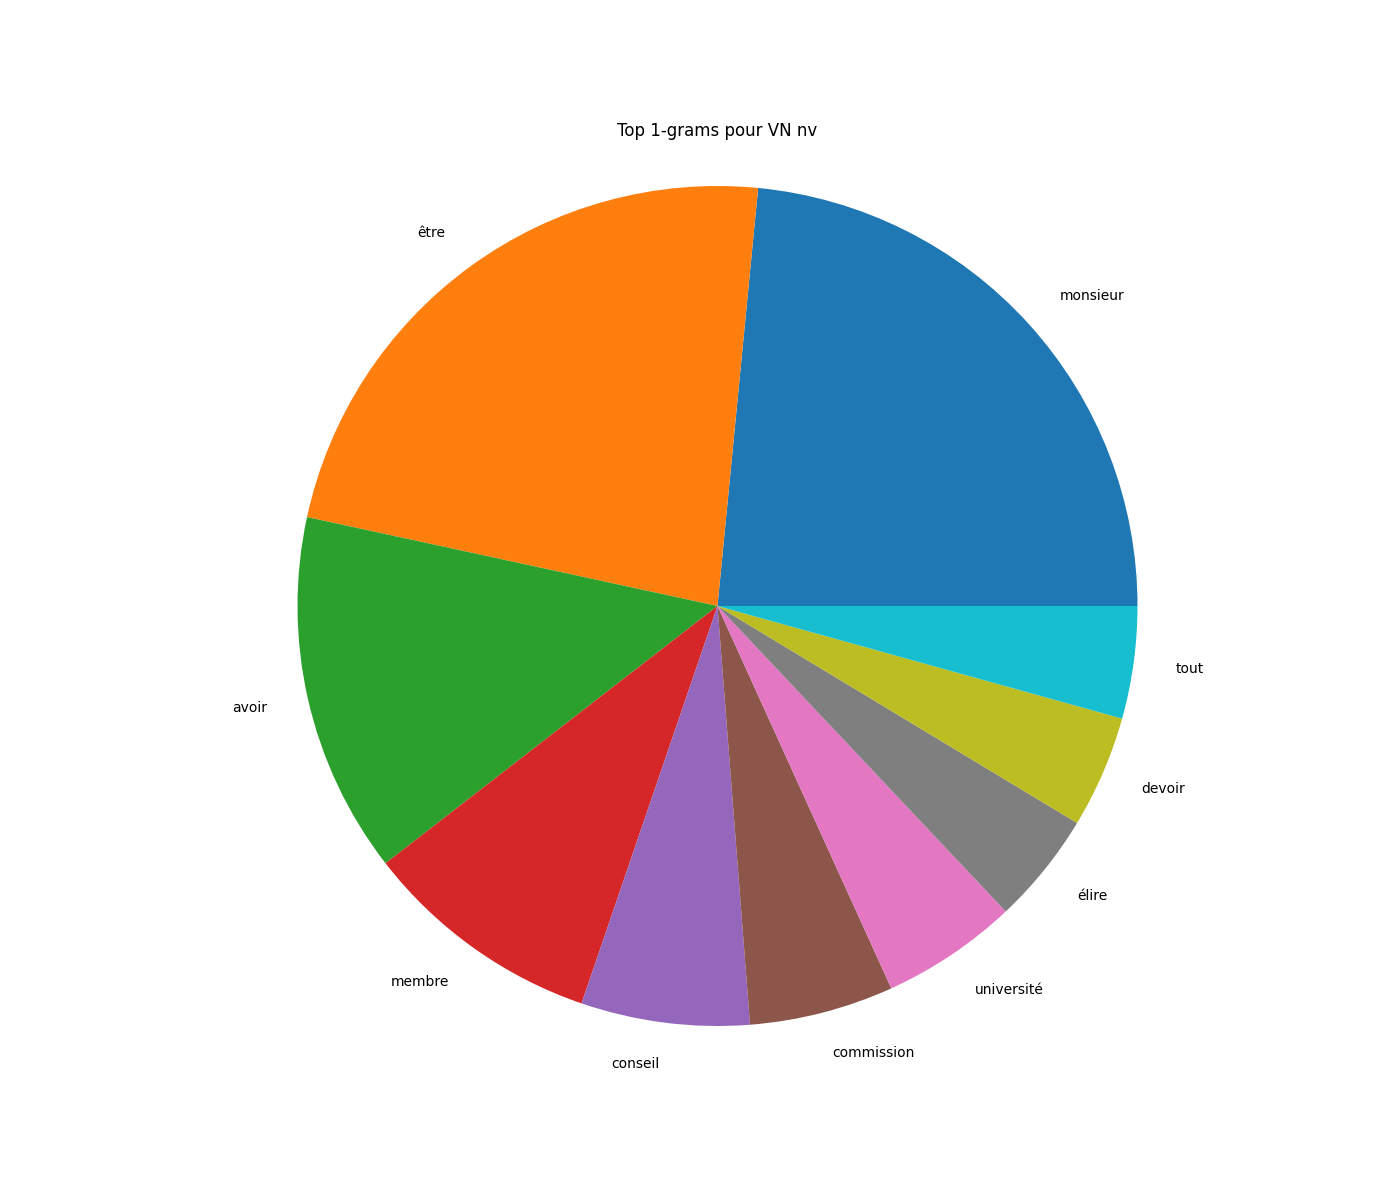 Top 1-grams pour VN nv
être
monsieur
tout
avoir
devoir
élire
membre
université
commission
conseil